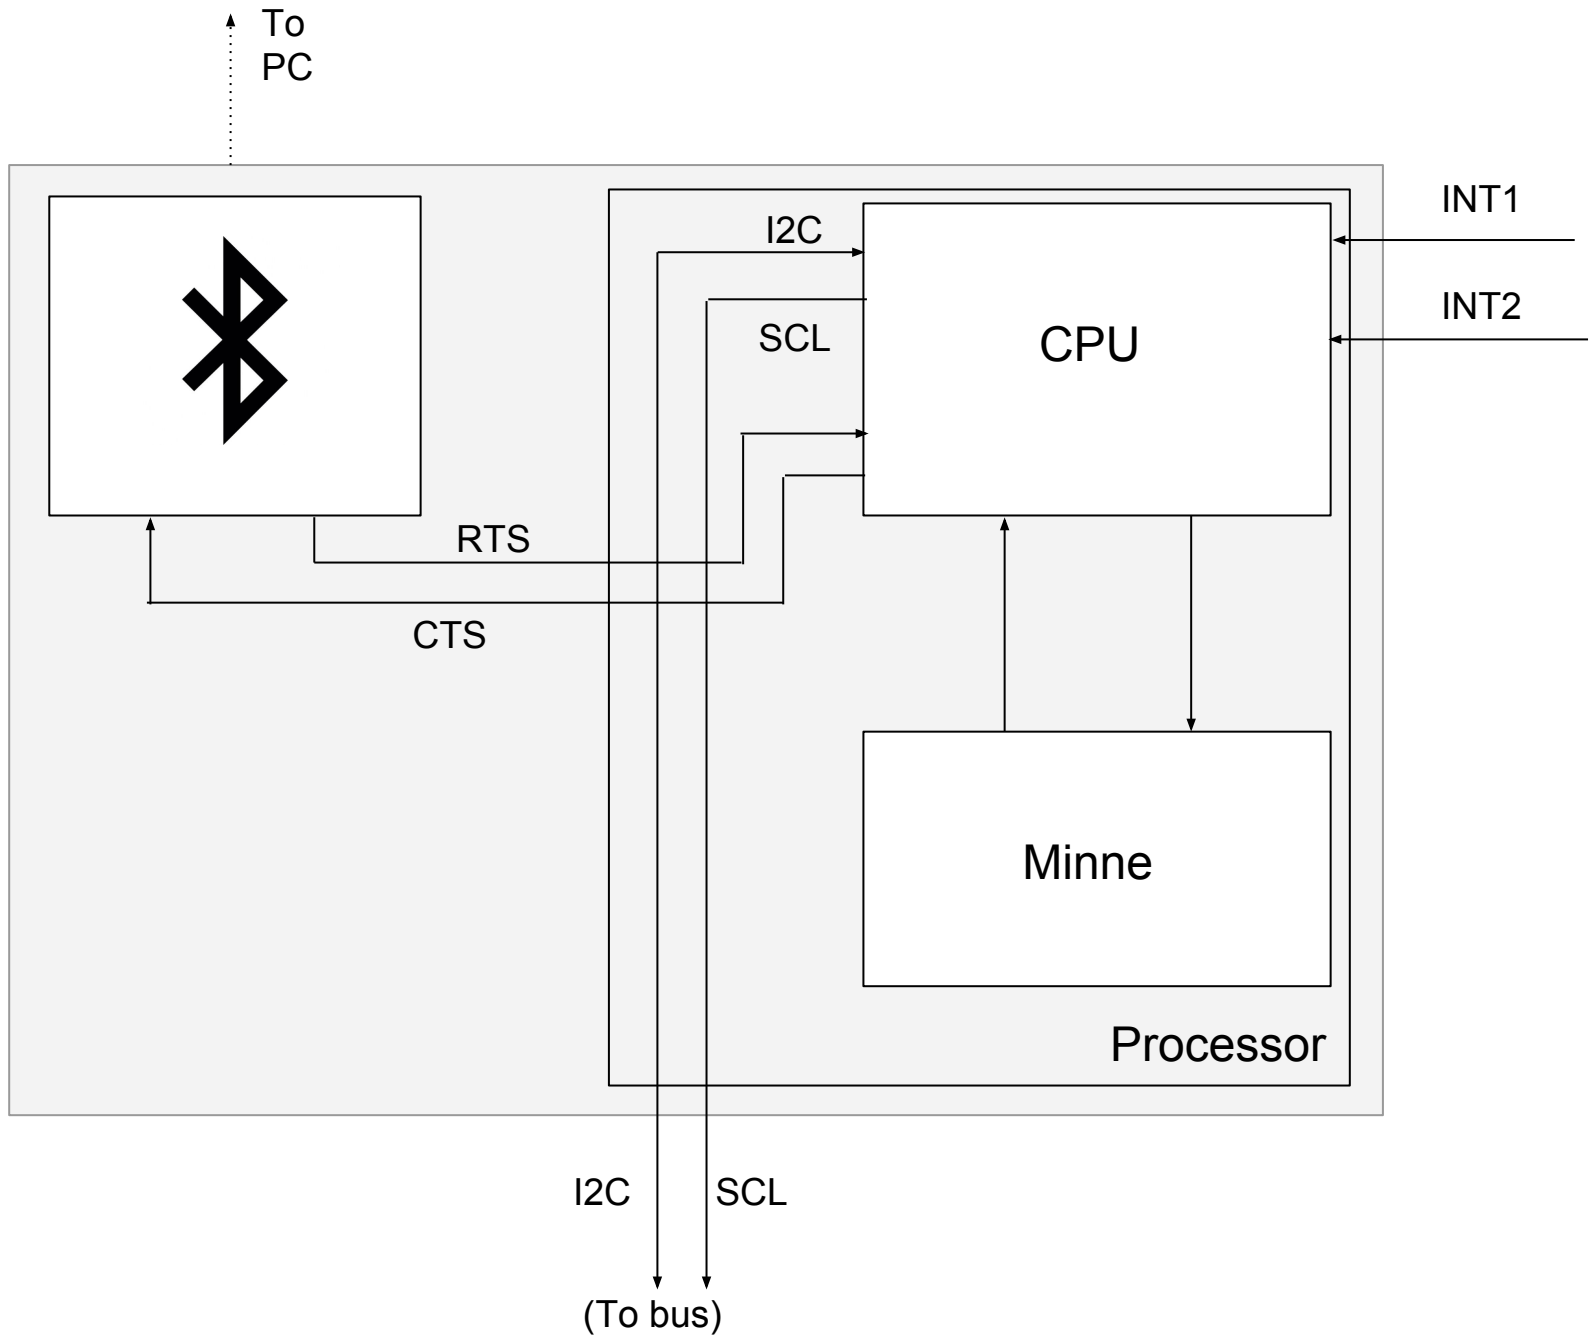 To
PC
INT1
I2C
INT2
SCL
CPU
RTS
CTS
Minne
Processor
I2C
SCL
(To bus)